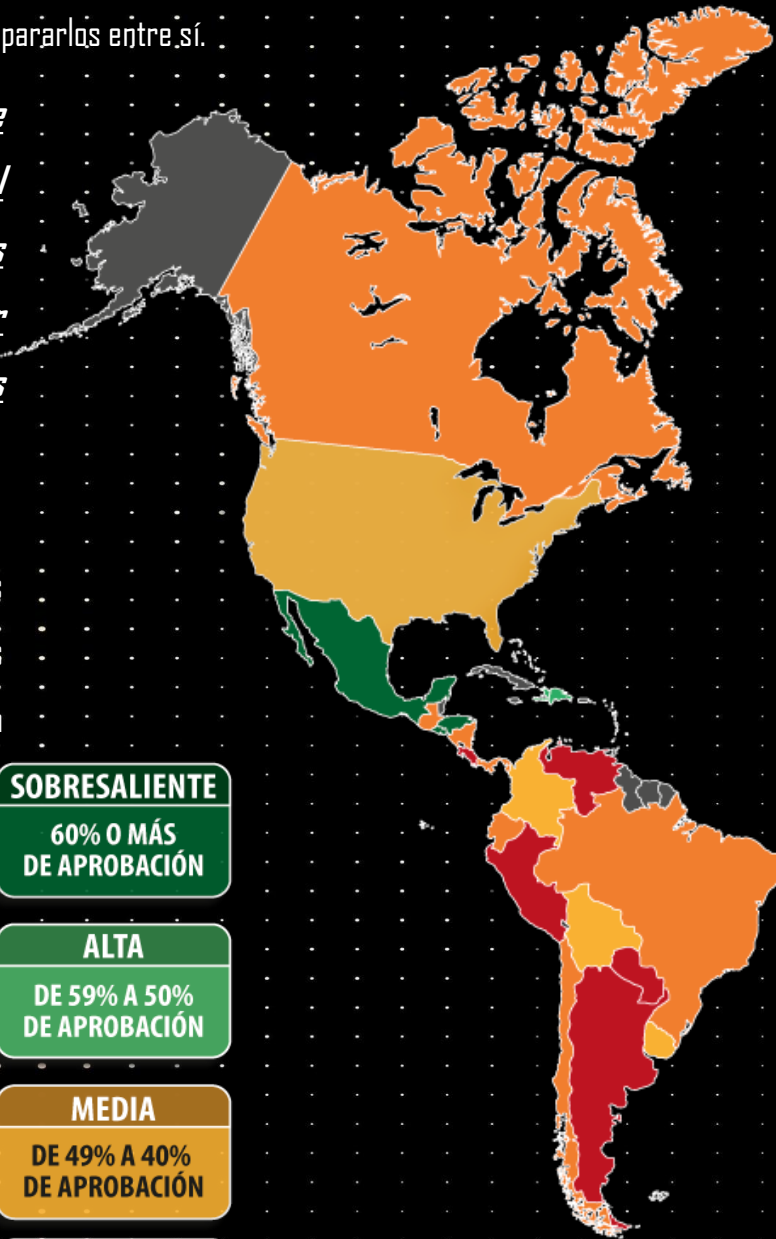 pararlos entre sí.
SOBRESALIENTE
60% O MÁS
DE APROBACIÓN
ALTA
DE 59% A 50%
DE APROBACIÓN
MEDIA
DE 49% A 40%
DE APROBACIÓN